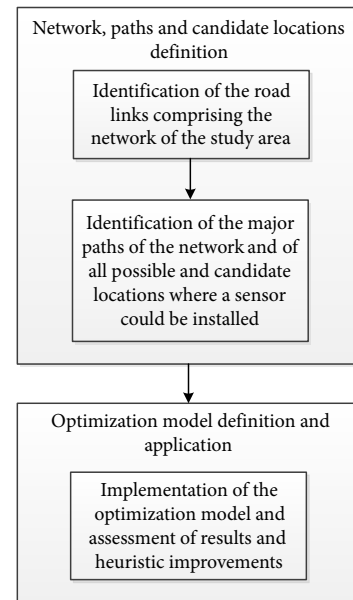 Network, paths and candidate locations
definition
Identification of the road
links comprising the
network of the study area
Identification of the major
paths of the network and of
all possible and candidate
locations where a sensor
could be installed
Optimization model definition and
application
Implementation of the
optimization model and
assessment of results and
heuristic improvements